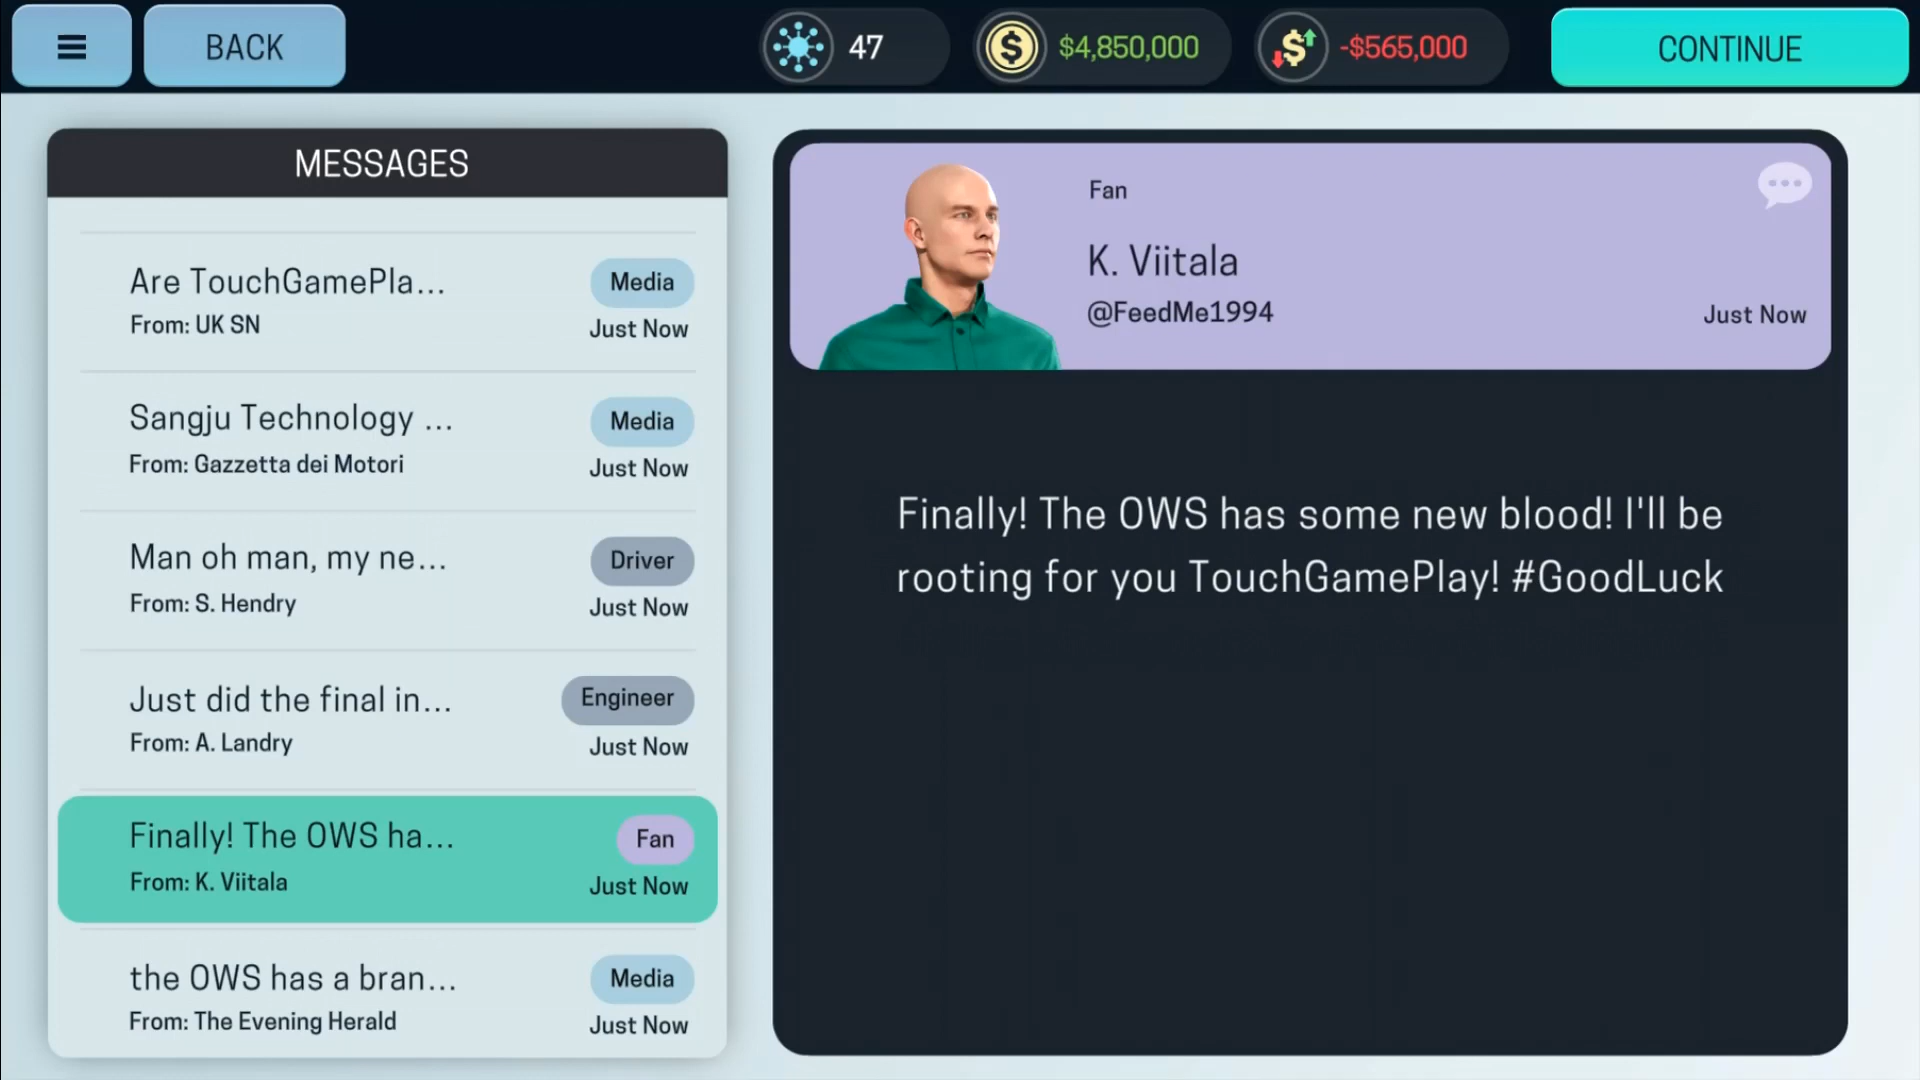 BACK
47
$4,850,000
-$565,000
CONTINUE
MESSAGES
Are TouchGamePla...
Media
From: UK SN
Just Now
Sangju Technology ...
Media
From: Gazzetta dei Motori
Just Now
Man oh man, my ne...
Driver
From: S. Hendry
Just Now
Just did the final in...
Engineer
From: A. Landry
Just Now
Finally! The OWS ha...
Fan
From: K. Viitala
Just Now
the OWS has a bran...
Media
From: The Evening Herald
Just Now
Fan
K. Viitala
@FeedMe1994
Just Now
Finally! The OWS has some new blood! I'll be
rooting for you TouchGamePlay! #GoodLuck